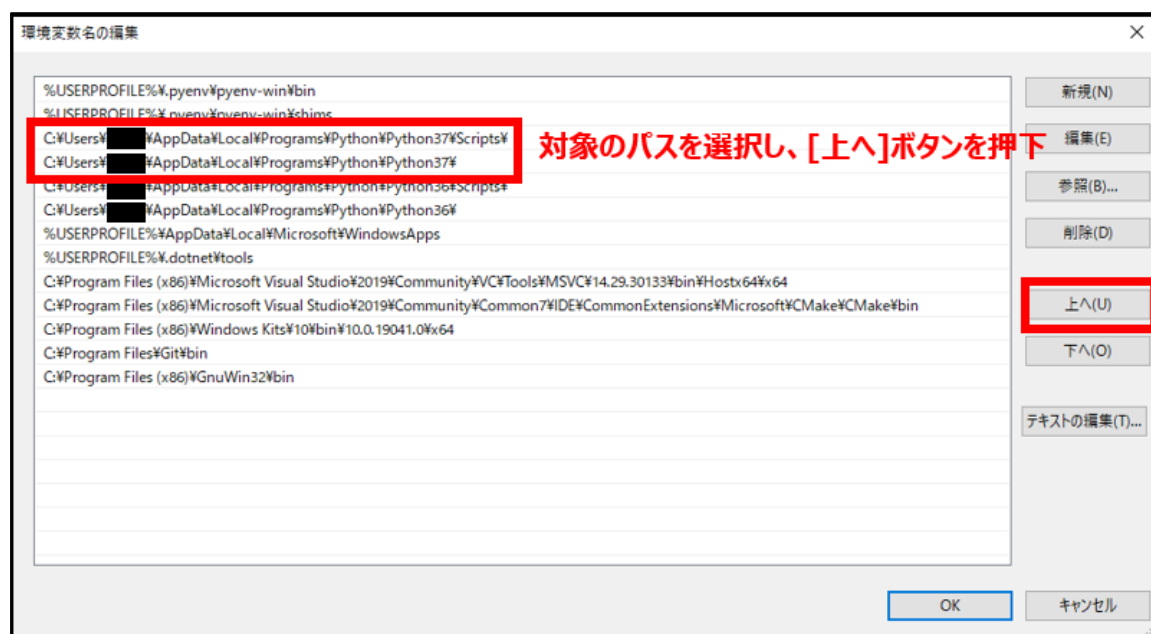 環境変数名の編集
%USERPROFILE%¥.pyenv¥pyenv-win¥bin
%USERPROFILE%¥.pyenv¥pyenv-win¥shims
C:¥Users¥ ¥AppData¥Local¥Programs¥Python¥Python37¥Scripts¥
C:¥Users¥ ¥AppData¥Local¥Programs¥Python¥Python37¥
C:¥Users¥ ¥AppData¥Local¥Programs¥Python¥Python36¥Scripts¥
C:¥Users¥ ¥AppData¥Local¥Programs¥Python¥Python36¥
%USERPROFILE%¥AppData¥Local¥Microsoft¥WindowsApps
%USERPROFILE%¥.dotnet¥tools
C:¥Program Files (x86)¥Microsoft Visual Studio¥2019¥Community¥VC¥Tools¥MSVC¥14.29.30133¥bin¥Hostx64¥x64
C:¥Program Files (x86)¥Microsoft Visual Studio¥2019¥Community¥Common7¥IDE¥CommonExtensions¥Microsoft¥CMake¥CMake¥bin
C:¥Program Files (x86)¥Windows Kits¥10¥bin¥10.0.19041.0¥x64
C:¥Program Files¥Git¥bin
C:¥Program Files (x86)¥GnuWin32¥bin
対象のパスを選択し、[上へ]ボタンを押下
新規(N)
編集(E)
参照(B)...
削除(D)
上へ(U)
下へ(O)
テキストの編集(T)...
OK
キャンセル